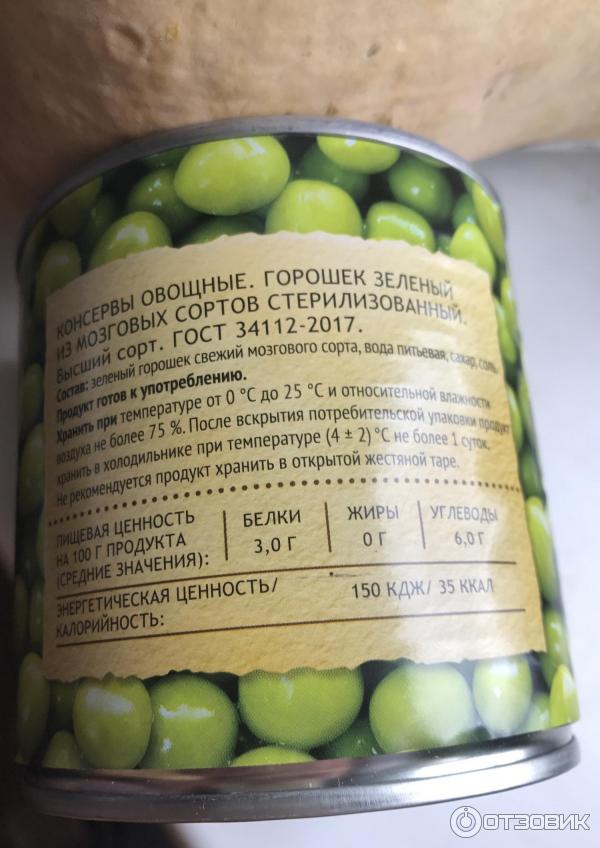 КОНСЕРВЫ ОВОЩНЫЕ. ГОРОШЕК ЗЕЛЕНЫЙ
ИЗ МОЗГОВЫХ СОРТОВ СТЕРИЛИЗОВАННЫЙ.
Высший сорт. ГОСТ 34112-2017.
Состав: зеленый горошек свежий мозгового сорта, вода питьевая, сахар, соль.
Продукт готов к употреблению.
Хранить при температуре от 0 °С до 25 °С и относительной влажности
воздуха не более 75 %. После вскрытия потребительской упаковки продукт
хранить в холодильнике при температуре (4 ± 2) °С не более 1 суток.
Не рекомендуется продукт хранить в открытой жестяной таре.
ПИЩЕВАЯ ЦЕННОСТЬ
НА 100 Г ПРОДУКТА
(СРЕДНИЕ ЗНАЧЕНИЯ):
БЕЛКИ
3,0 Г
ЖИРЫ
0 Г
УГЛЕВОДЫ
6,0 Г
ЭНЕРГЕТИЧЕСКАЯ ЦЕННОСТЬ/
КАЛОРИЙНОСТЬ:
150 КДЖ/ 35 ККАЛ
ОТЗОВИК